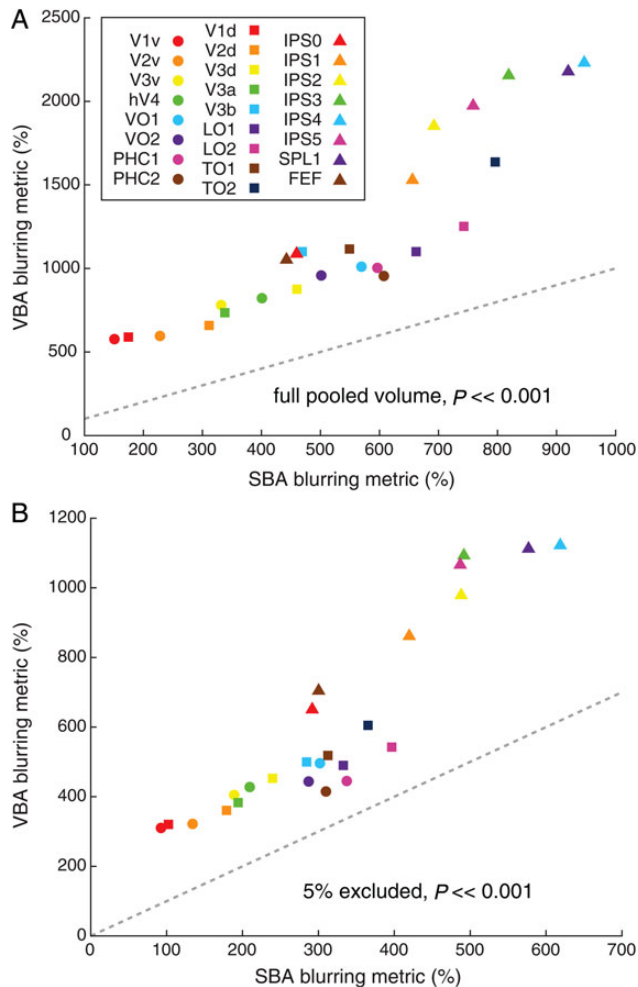 A
2500
2000
1500
1000
500
0
VBA blurring metric (%)
V1v
V2v
V3v
hV4
VO1
VO2
PHC1
PHC2
V1d
V2d
V3d
V3a
V3b
LO1
LO2
TO1
TO2
IPS0
IPS1
IPS2
IPS3
IPS4
IPS5
SPL1
FEF
full pooled volume, P << 0.001
100 200 300 400 500 600 700 800 900 1000
SBA blurring metric (%)
B
1200
1000
800
600
400
200
0
VBA blurring metric (%)
5% excluded, P << 0.001
0 100 200 300 400 500 600 700
SBA blurring metric (%)